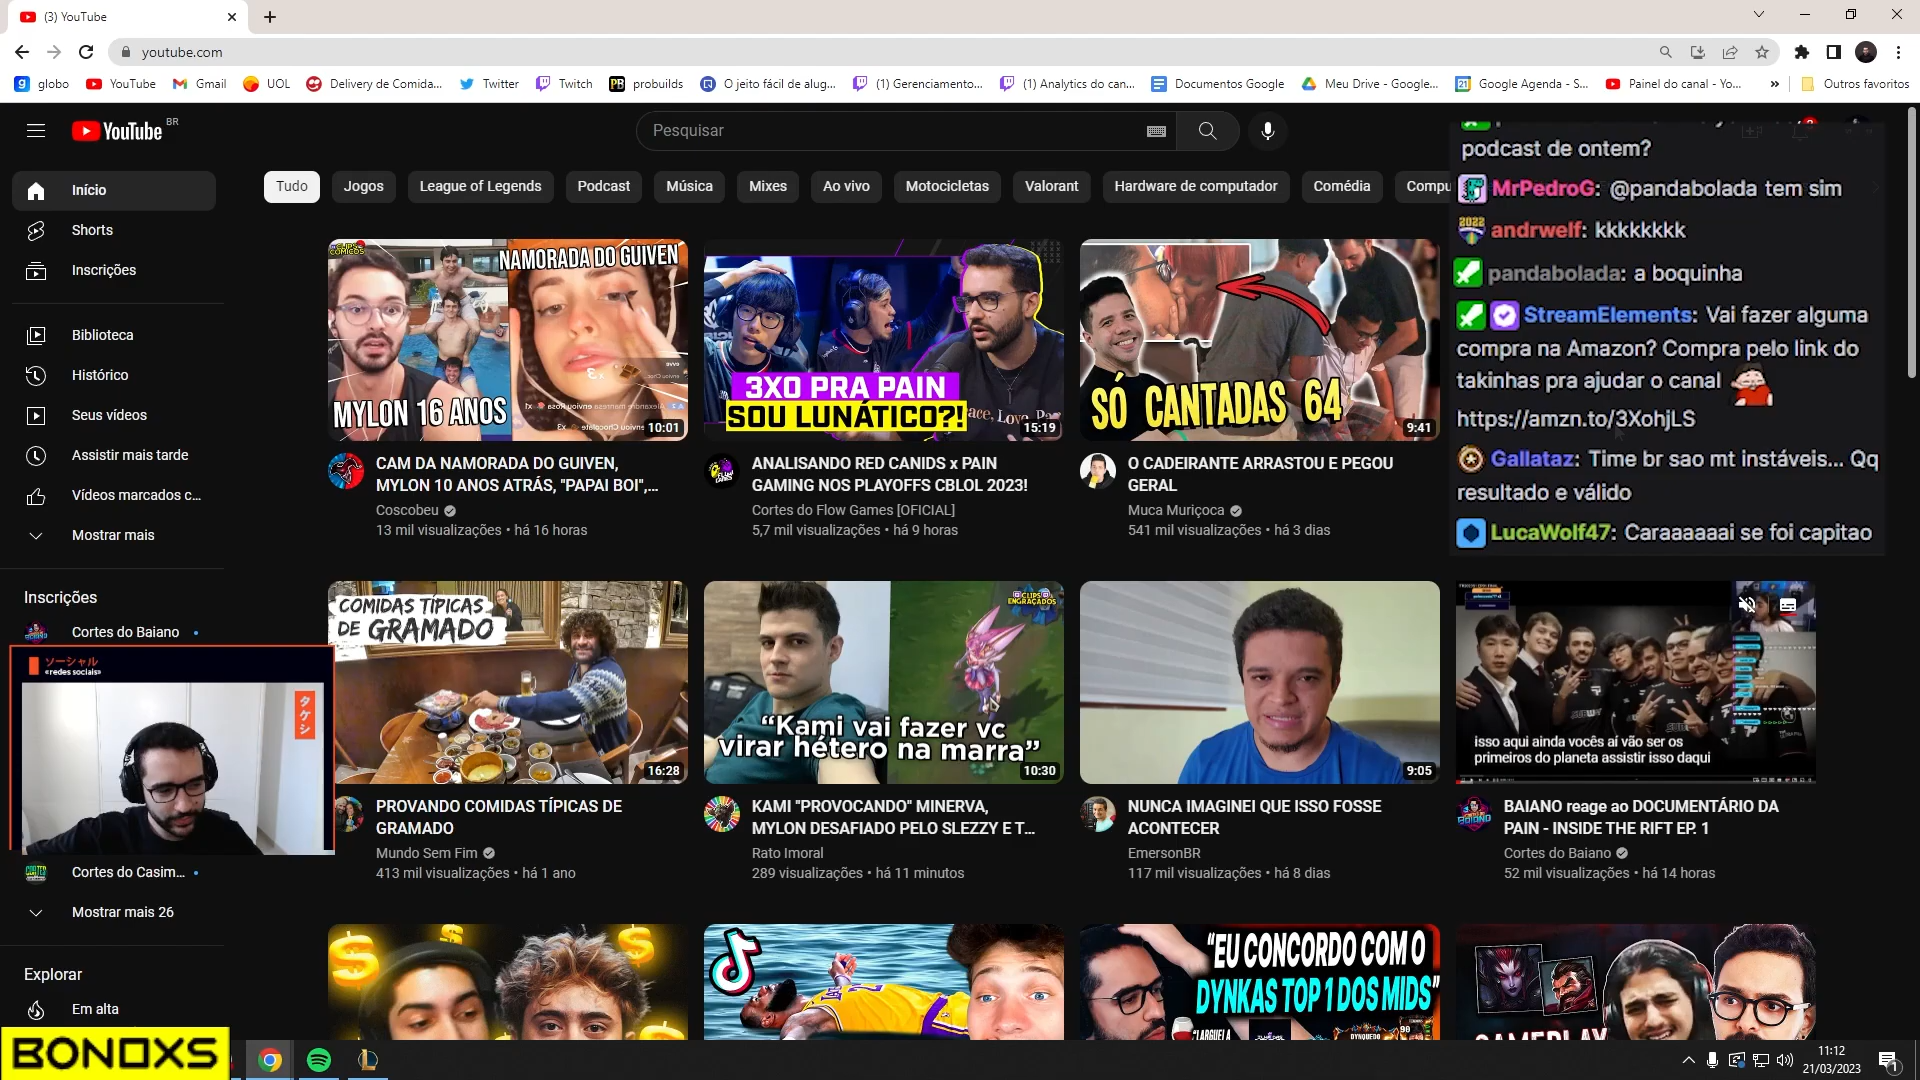 (3) YouTube
youtube.com
globo
YouTube
Gmail
UOL
Delivery de Comida...
Twitter
Twitch
probuilds
O jeito fácil de alug...
(1) Gerenciamento...
(1) Analytics do can...
Documentos Google
Meu Drive - Google...
Google Agenda - S...
Painel do canal - Yo...
»
Outros favoritos
YouTube BR
Pesquisar
Tudo
Jogos
League of Legends
Podcast
Música
Mixes
Ao vivo
Motocicletas
Valorant
Hardware de computador
Comédia
Compu
podcast de ontem?
MrPedroG: @pandabolada tem sim
andrwelf: kkkkkkkk
pandabolada: a boquinha
StreamElements: Vai fazer alguma
compra na Amazon? Compra pelo link do
takinhas pra ajudar o canal
https://amzn.to/3XohjLS
Gallataz: Time br sao mt instáveis... Qq
resultado e válido
LucaWolf47: Caraaaaaai se foi capitao
Início
Shorts
Inscrições
Biblioteca
Histórico
Seus vídeos
Assistir mais tarde
Vídeos marcados c...
Mostrar mais
Inscrições
Cortes do Baiano
ソーシャル
«redes sociais»
タケシ
Cortes do Casim...
Mostrar mais 26
Explorar
Em alta
BONOXS
NAMORADA DO GUIVEN
MYLON 16 ANOS
10:01
CAM DA NAMORADA DO GUIVEN,
MYLON 10 ANOS ATRÁS, "PAPAI BOI",...
Coscobeu
13 mil visualizações • há 16 horas
3X0 PRA PAIN
SOU LUNÁTICO?!
15:19
ANALISANDO RED CANIDS x PAIN
GAMING NOS PLAYOFFS CBLOL 2023!
Cortes do Flow Games [OFICIAL]
5,7 mil visualizações • há 9 horas
SÓ CANTADAS 64
9:41
O CADEIRANTE ARRASTOU E PEGOU
GERAL
Muca Muriçoca
541 mil visualizações • há 3 dias
COMIDAS TÍPICAS
DE GRAMADO
16:28
PROVANDO COMIDAS TÍPICAS DE
GRAMADO
Mundo Sem Fim
413 mil visualizações • há 1 ano
CLIPS
ENGRAÇADOS
“Kami vai fazer vc
virar hétero na marra”
10:30
KAMI "PROVOCANDO" MINERVA,
MYLON DESAFIADO PELO SLEZZY E T...
Rato Imoral
289 visualizações • há 11 minutos
9:05
NUNCA IMAGINEI QUE ISSO FOSSE
ACONTECER
EmersonBR
117 mil visualizações • há 8 dias
isso aqui ainda vocês aí vão ser os
primeiros do planeta assistir isso daqui
BAIANO reage ao DOCUMENTÁRIO DA
PAIN - INSIDE THE RIFT EP. 1
Cortes do Baiano
52 mil visualizações • há 14 horas
“EU CONCORDO COM O
DYNKAS TOP 1 DOS MIDS”
GAMEPLAY
11:12
21/03/2023